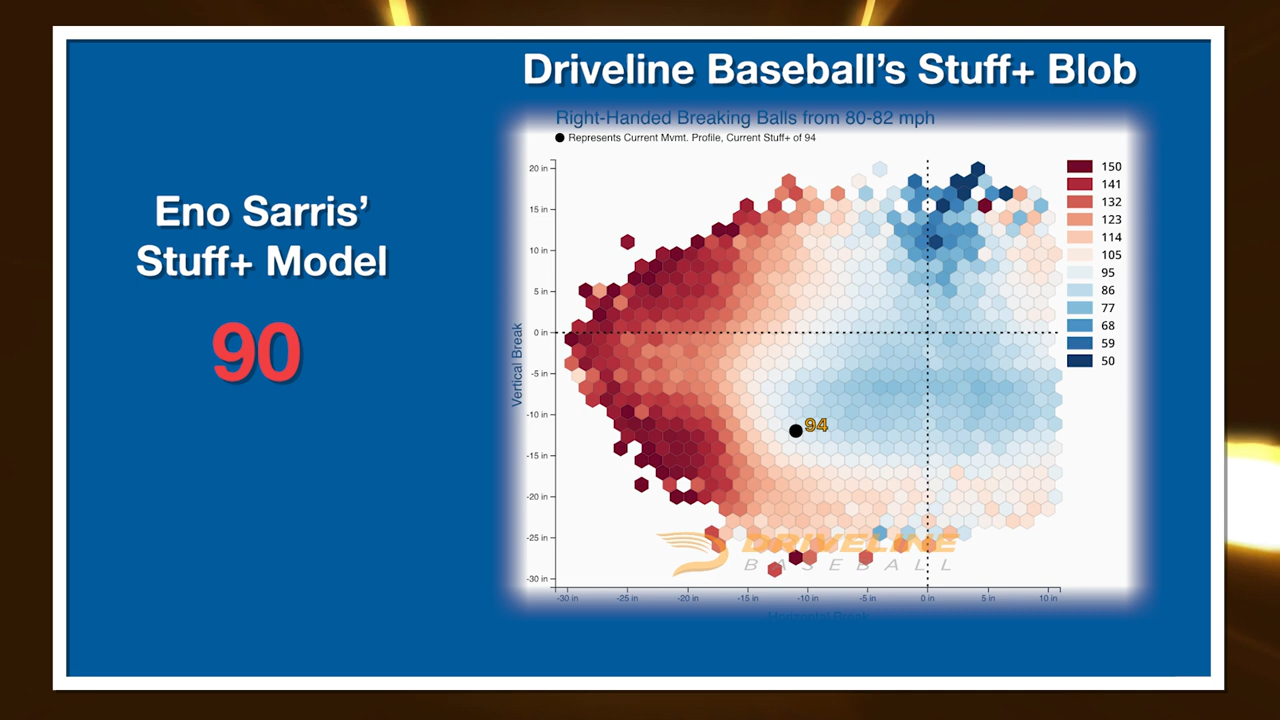 Driveline Baseball's Stuff+ Blob
Eno Sarris'
Stuff+ Model
90
Right-Handed Breaking Balls from 80-82 mph
Represents Current Mvmt. Profile, Current Stuff+ of 94
Vertical Break
20 in
15 in
10 in
5 in
0 in
-5 in
-10 in
-15 in
-20 in
-25 in
-30 in
94
DRIVELINE
BASEBALL
-30 in -25 in -20 in -15 in -10 in -5 in 0 in 5 in 10 in
Horizontal Break
150
141
132
123
114
105
95
86
77
68
59
50